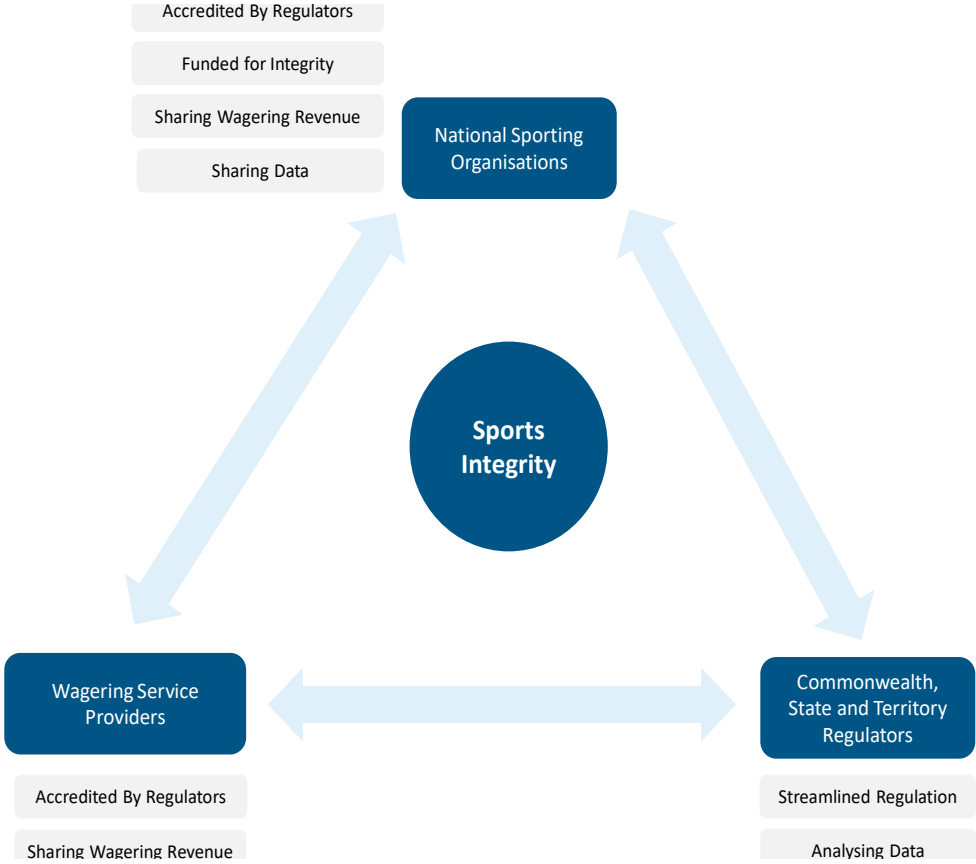 Accredited By Regulators
Funded for Integrity
Sharing Wagering Revenue
Sharing Data
National Sporting
Organisations
Sports
Integrity
Wagering Service
Providers
Accredited By Regulators
Sharing Wagering Revenue
Commonwealth,
State and Territory
Regulators
Streamlined Regulation
Analysing Data